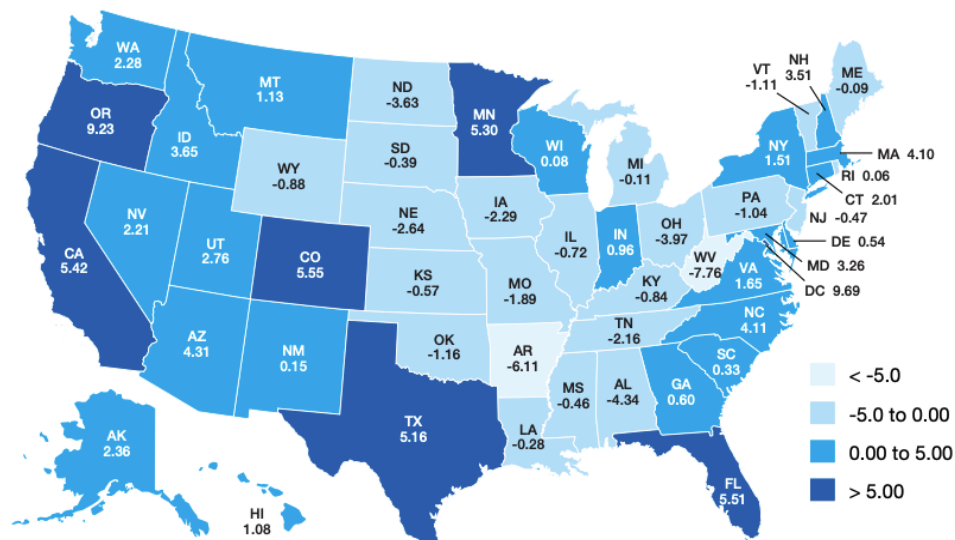 WA
2.28
MT
1.13
ND
-3.63
MN
5.30
VT
-1.11
NH
3.51
ME
-0.09
OR
9.23
ID
3.65
WY
-0.88
SD
-0.39
WI
0.08
MI
-0.11
NY
1.51
MA 4.10
RI 0.06
CT 2.01
NJ -0.47
DE 0.54
MD 3.26
DC 9.69
NV
2.21
UT
2.76
CO
5.55
NE
-2.64
IA
-2.29
IL
-0.72
IN
0.96
OH
-3.97
PA
-1.04
CA
5.42
KS
-0.57
MO
-1.89
KY
-0.84
WV
-7.76
VA
1.65
AZ
4.31
NM
0.15
OK
-1.16
AR
-6.11
TN
-2.16
NC
4.11
SC
0.33
TX
5.16
LA
-0.28
MS
-0.46
AL
-4.34
GA
0.60
FL
5.51
AK
2.36
HI
1.08
< -5.0
-5.0 to 0.00
0.00 to 5.00
> 5.00